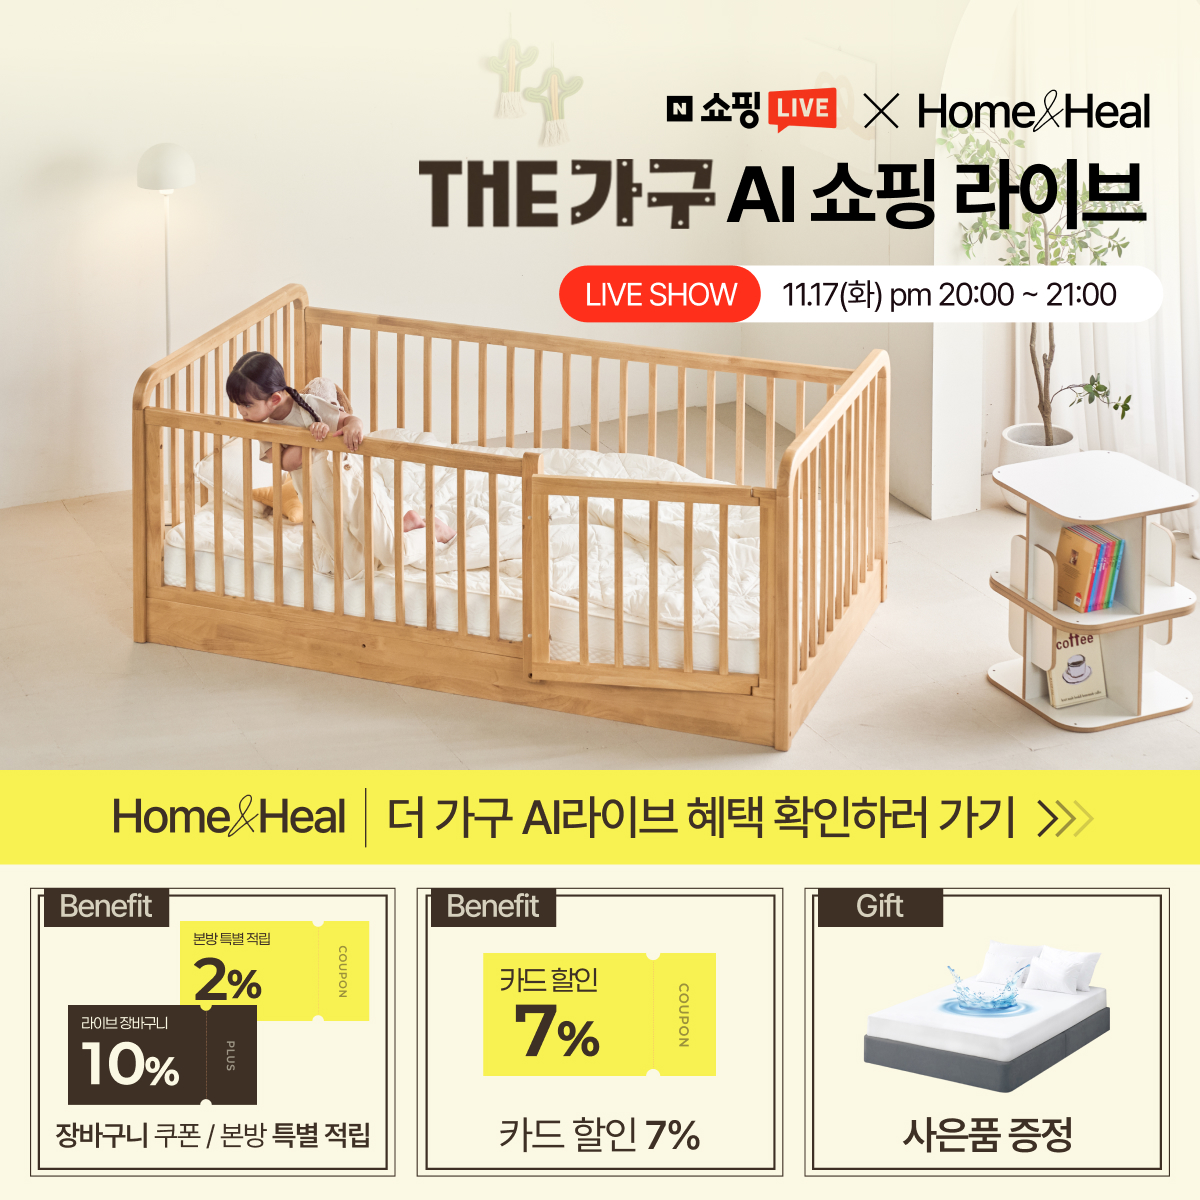 N 쇼핑 LIVE × Home&Heal
THE 가구 AI 쇼핑 라이브
LIVE SHOW 11.17(화) pm 20:00 ~ 21:00
coffee
Home&Heal | 더 가구 AI라이브 혜택 확인하러 가기
Benefit
본방 특별 적립
2%
COUPON
라이브 장바구니
10%
PLUS
장바구니 쿠폰 / 본방 특별 적립
Benefit
카드 할인
7%
COUPON
카드 할인 7%
Gift
사은품 증정